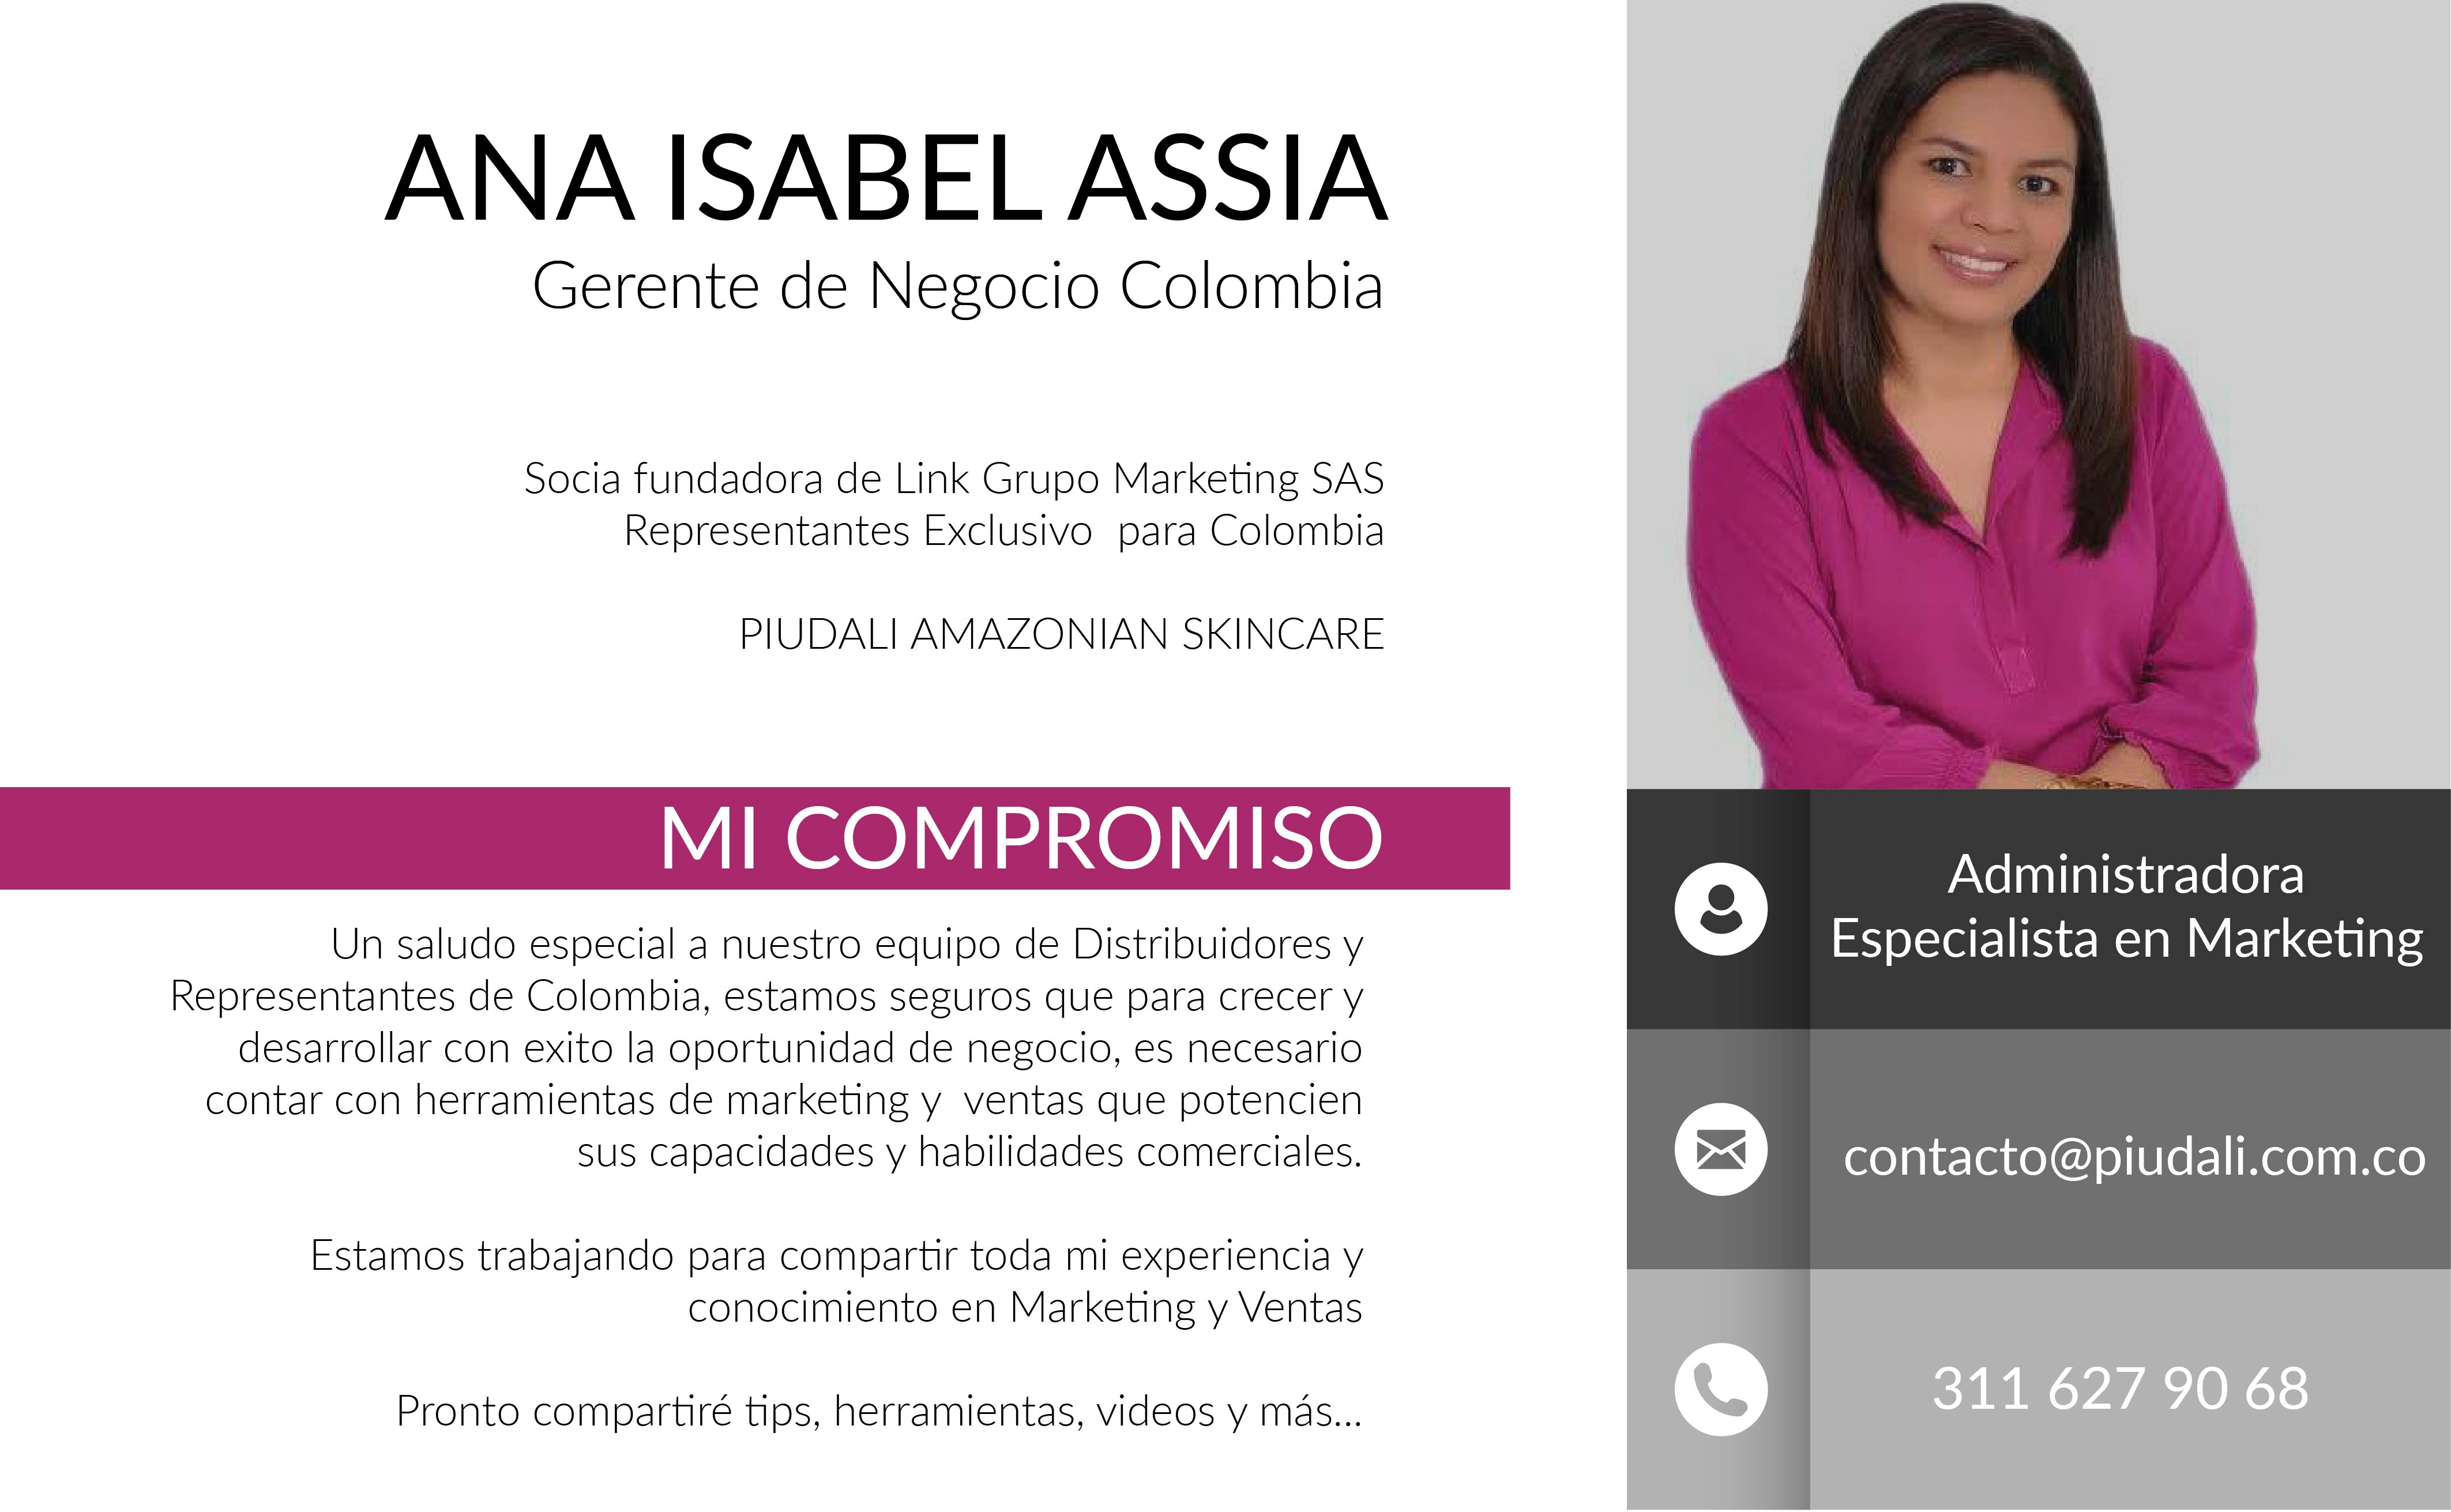 ANA ISABEL ASSIA
Gerente de Negocio Colombia
Socia fundadora de Link Grupo Marketing SAS
Representantes Exclusivo  para Colombia
PIUDALI AMAZONIAN SKINCARE
MI COMPROMISO
Un saludo especial a nuestro equipo de Distribuidores y
Representantes de Colombia, estamos seguros que para crecer y
desarrollar con exito la oportunidad de negocio, es necesario
contar con herramientas de marketing y  ventas que potencien
sus capacidades y habilidades comerciales.
Estamos trabajando para compartir toda mi experiencia y
conocimiento en Marketing y Ventas
Pronto compartiré tips, herramientas, videos y más...
Administradora
Especialista en Marketing
contacto@piudali.com.co
311 627 90 68